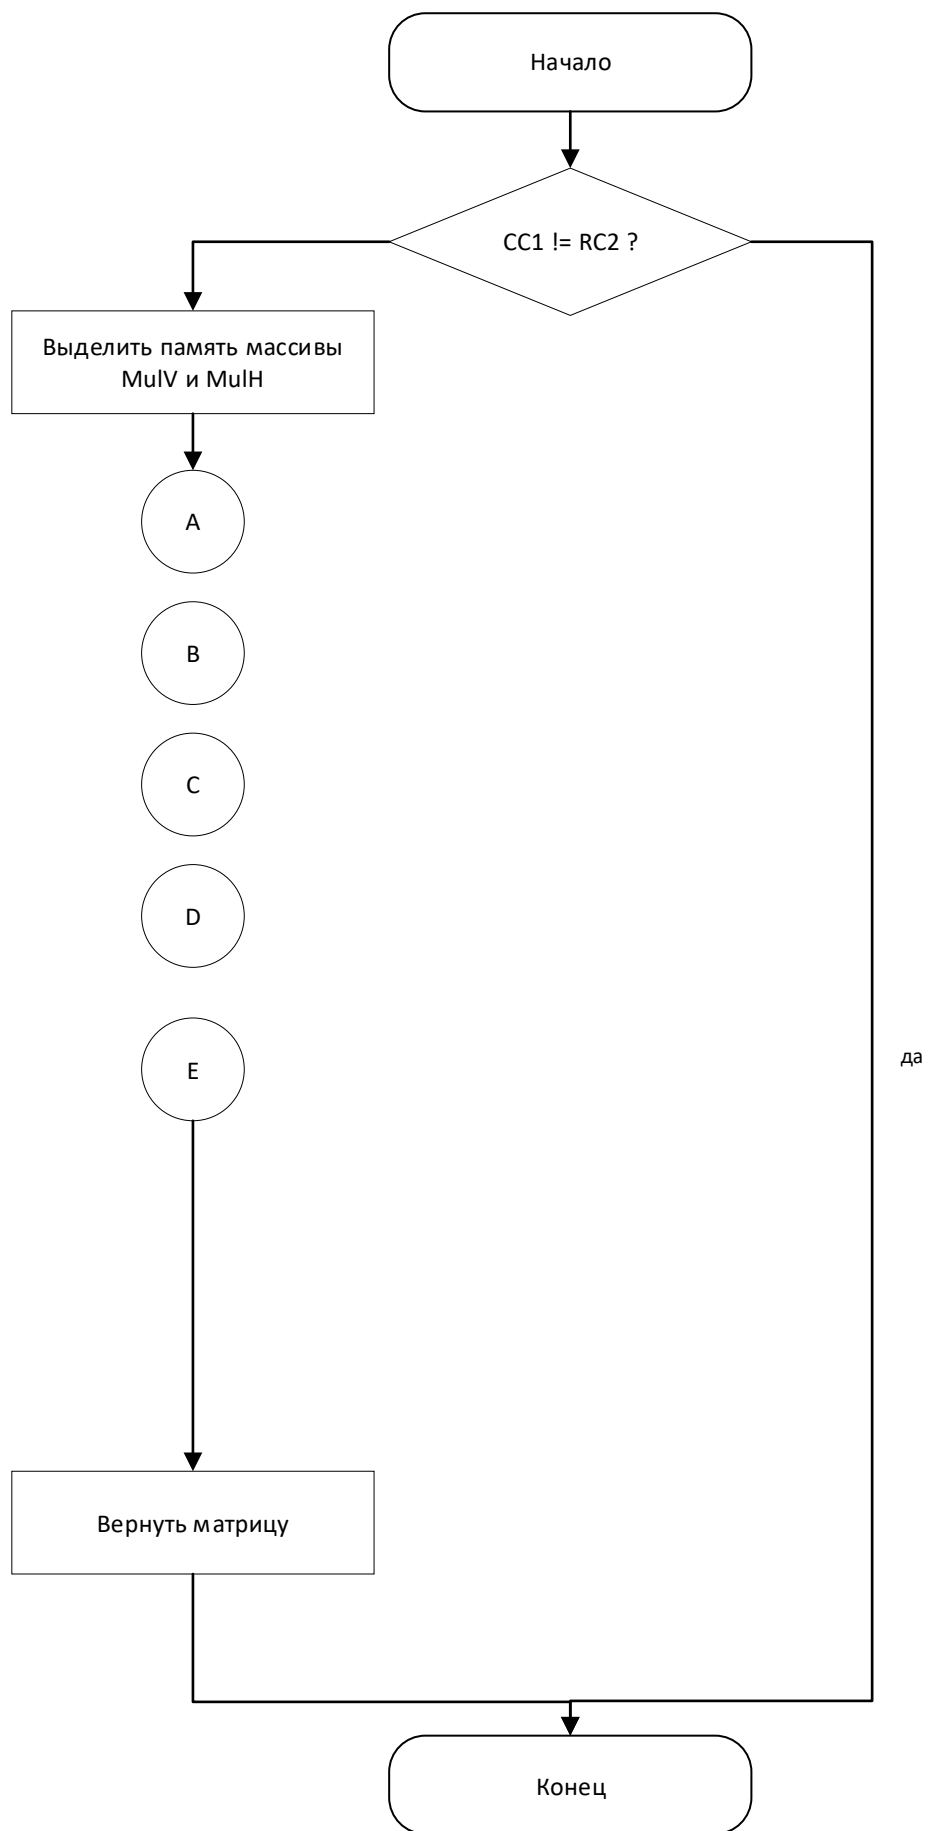 Начало
CC1 != RC2 ?
Выделить память массивы
MulV и MulH
A
B
C
D
E
да
Вернуть матрицу
Конец